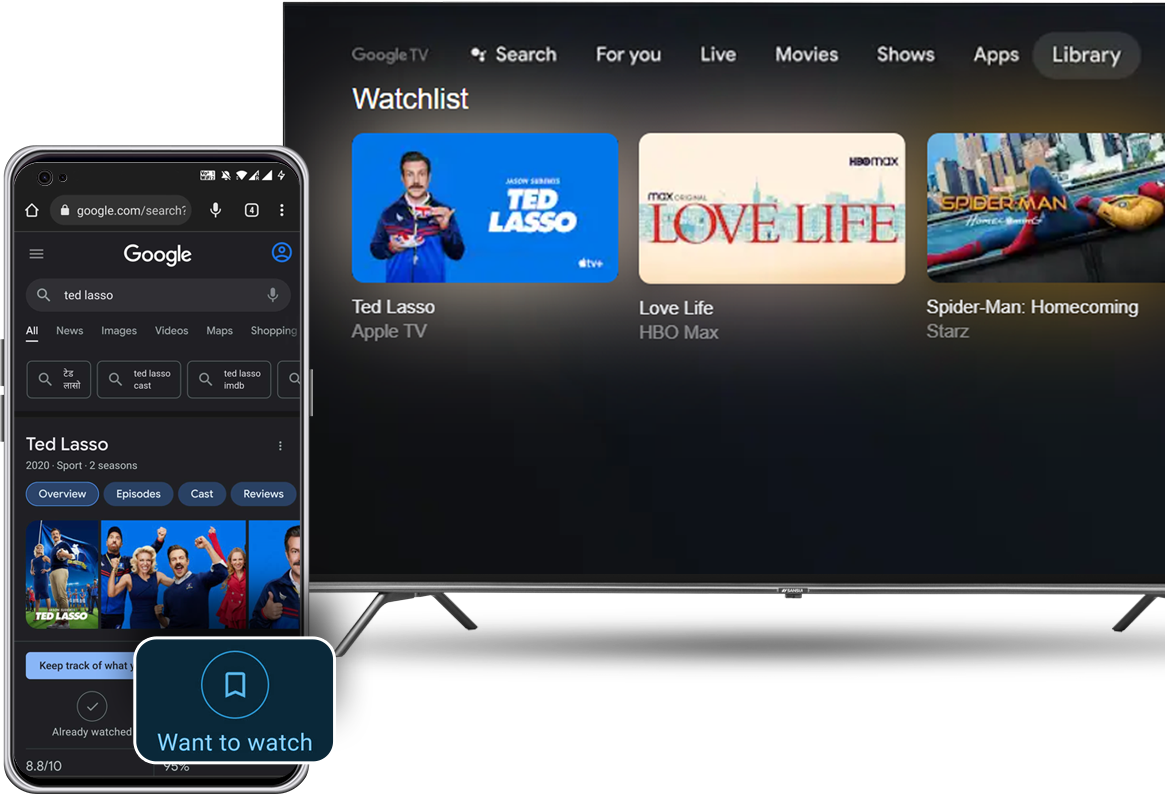 Google TV
Search
For you
Live
Movies
Shows
Apps
Library
Watchlist
JASON SUDEIKIS
TED
LASSO
tv+
HBOmax
max ORIGINAL
LOVE LIFE
SPIDER-MAN
HOMECOMING
Ted Lasso
Apple TV
Love Life
HBO Max
Spider-Man: Homecoming
Starz
SANSUI
google.com/search?
4
Google
ted lasso
All
News
Images
Videos
Maps
Shopping
टेड
लासो
ted lasso
cast
ted lasso
imdb
Ted Lasso
2020 · Sport · 2 seasons
Overview
Episodes
Cast
Reviews
TED LASSO
Keep track of what
Already watched
Want to watch
8.8/10
95%